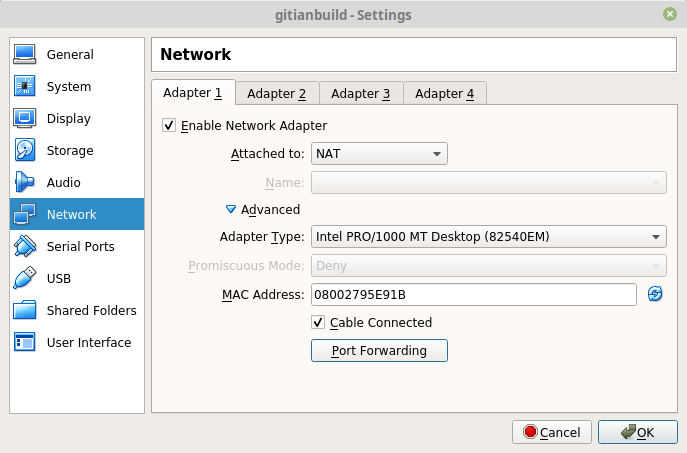 gitianbuild - Settings
General
System
Display
Storage
Audio
Network
Serial Ports
USB
Shared Folders
User Interface
Network
Adapter 1
Adapter 2
Adapter 3
Adapter 4
Enable Network Adapter
Attached to: NAT
Name:
Advanced
Adapter Type: Intel PRO/1000 MT Desktop (82540EM)
Promiscuous Mode: Deny
MAC Address: 08002795E91B
Cable Connected
Port Forwarding
Cancel
OK